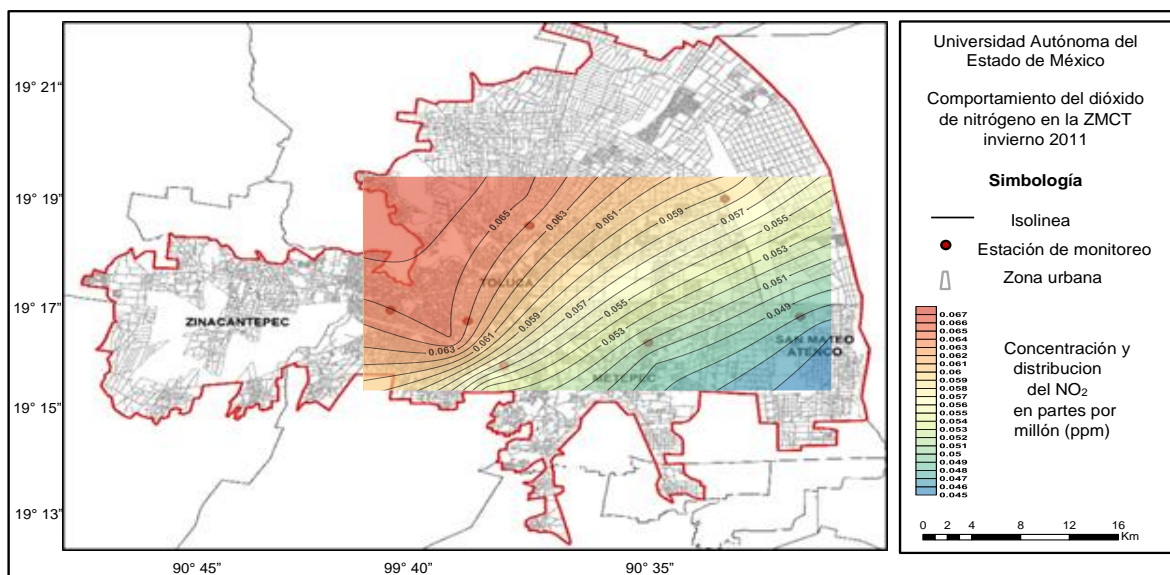 19° 21“
19° 19“
19° 17“
19° 15“
19° 13“
90° 45“
99° 40“
90° 35“
ZINACANTEPEC
TOLUCA
METEPEC
SAN MATEO
ATENCO
0.065
0.063
0.061
0.059
0.057
0.055
0.053
0.051
0.049
0.063
0.061
0.059
0.057
0.055
0.053
Universidad Autónoma del
Estado de México
Comportamiento del dióxido
de nitrógeno en la ZMCT
invierno 2011
Simbología
Isolinea
Estación de monitoreo
Zona urbana
0.067
0.066
0.065
0.064
0.063
0.062
0.061
0.06
0.059
0.058
0.057
0.056
0.055
0.054
0.053
0.052
0.051
0.05
0.049
0.048
0.047
0.046
0.045
Concentración y
distribucion
del NO₂
en partes por
millón (ppm)
0 2 4 8 12 16
Km